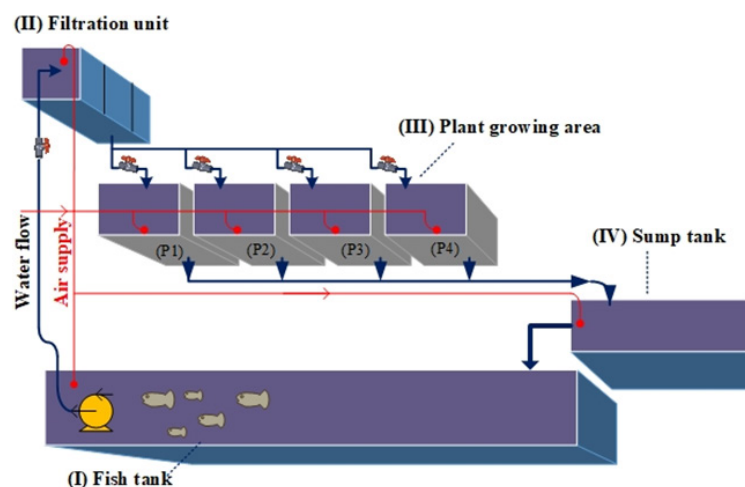 (II) Filtration unit
(III) Plant growing area
(P1)
(P2)
(P3)
(P4)
(IV) Sump tank
Water flow
Air supply
(I) Fish tank